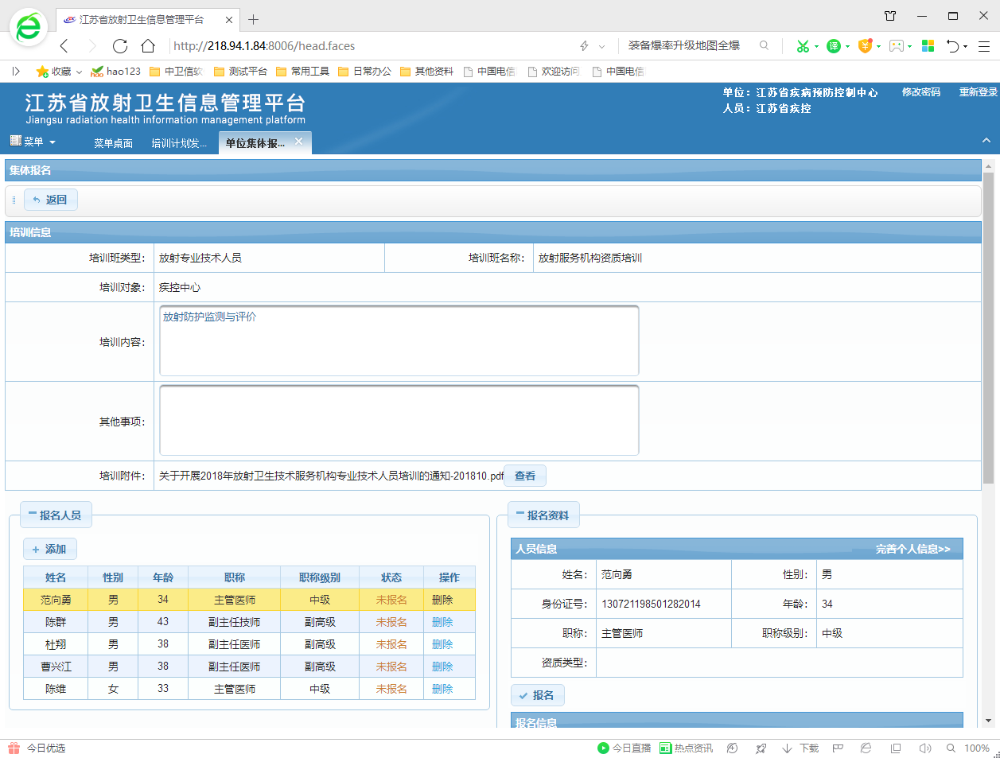 江苏省放射卫生信息管理平台
http://218.94.1.84:8006/head.faces
装备爆率升级地图全爆
收藏 hao123 中卫信软 测试平台 常用工具 日常办公 其他资料 中国电信 欢迎访问 中国电信
江苏省放射卫生信息管理平台
Jiangsu radiation health information management platform
单位：江苏省疾病预防控制中心 修改密码 重新登录
人员：江苏省疾控
菜单 菜单桌面 培训计划发... 单位集体报...
集体报名
返回
培训信息
培训班类型： 放射专业技术人员 培训班名称： 放射服务机构资质培训
培训对象： 疾控中心
培训内容： 放射防护监测与评价
其他事项：
培训附件： 关于开展2018年放射卫生技术服务机构专业技术人员培训的通知-201810.pdf 查看
报名人员
添加
姓名 性别 年龄 职称 职称级别 状态 操作
范向勇 男 34 主管医师 中级 未报名 删除
陈群 男 43 副主任技师 副高级 未报名 删除
杜翔 男 38 副主任医师 副高级 未报名 删除
曹兴江 男 38 副主任医师 副高级 未报名 删除
陈维 女 33 主管医师 中级 未报名 删除
报名资料
人员信息 完善个人信息>>
姓名： 范向勇 性别： 男
身份证号： 130721198501282014 年龄： 34
职称： 主管医师 职称级别： 中级
资质类型：
报名
报名信息
今日优选 今日直播 热点资讯 下载 100%